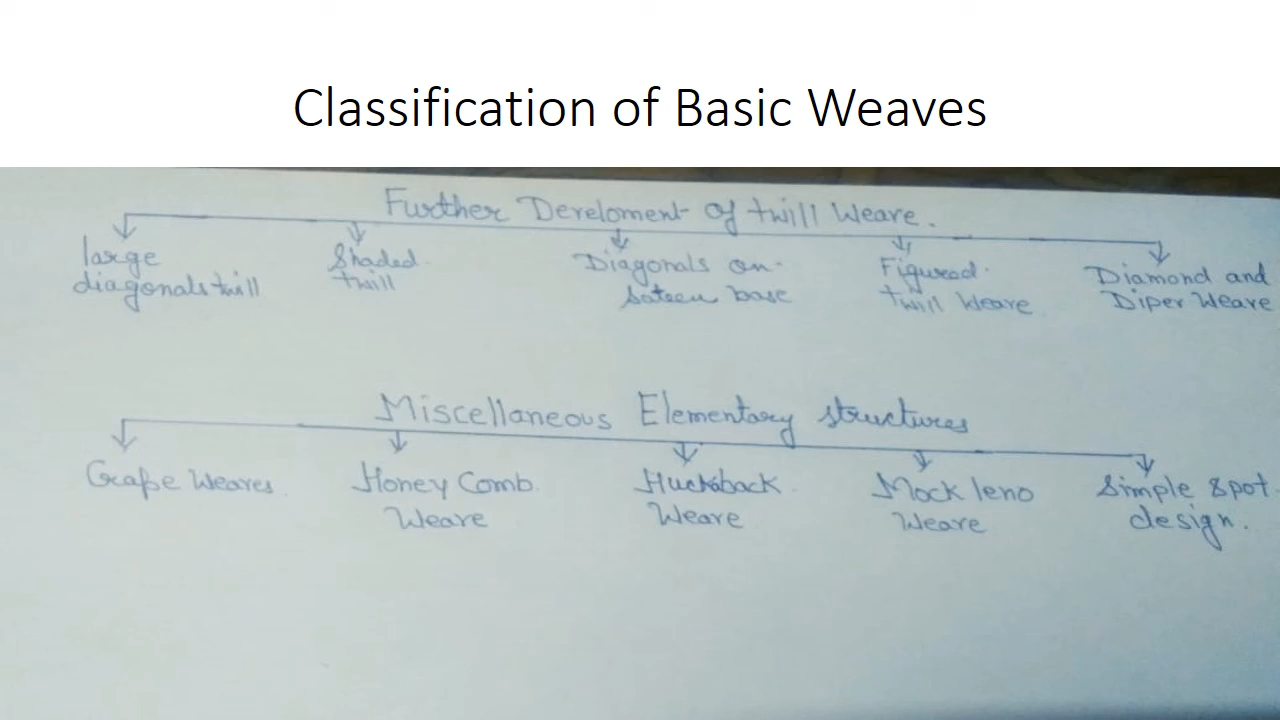 Classification of Basic Weaves
Further Develoment of twill Weave.
large
diagonals twill
Shaded
twill
Diagonals on
sateen base
Figured
twill Weave
Diamond and
Diper Weave
Miscellaneous Elementary structures
Crape Weaves
Honey Comb
Weave
Huckaback
Weave
Mock leno
Weave
Simple spot
design.